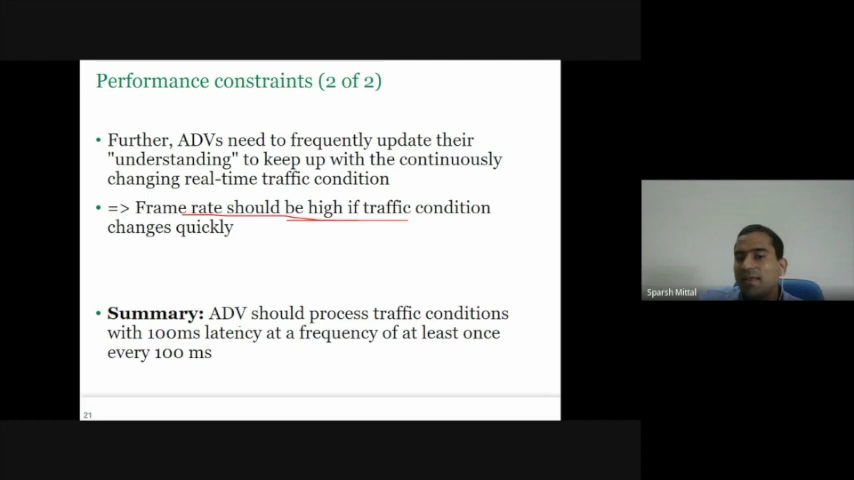 Performance constraints (2 of 2)
• Further, ADVs need to frequently update their
"understanding" to keep up with the continuously
changing real-time traffic condition
• => Frame rate should be high if traffic condition
changes quickly
• Summary: ADV should process traffic conditions
with 100ms latency at a frequency of at least once
every 100 ms
21
Sparsh Mittal